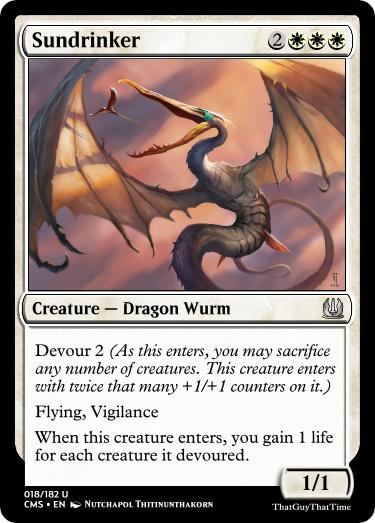 Sundrinker 2
Creature — Dragon Wurm
Devour 2 (As this enters, you may sacrifice
any number of creatures. This creature enters
with twice that many +1/+1 counters on it.)
Flying, Vigilance
When this creature enters, you gain 1 life
for each creature it devoured.
1/1
018/182 U
CMS • EN Nutchapol Thitinunthakorn
ThatGuyThatTime